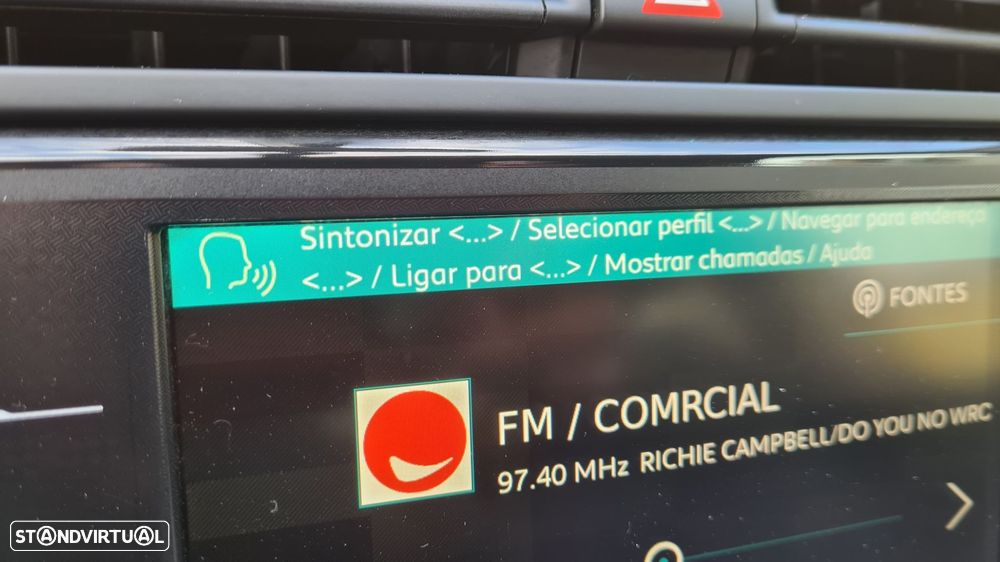 Sintonizar <...> / Selecionar perfil <...> / Navegar para endereço
<...> / Ligar para <...> / Mostrar chamadas / Ajuda
FONTES
FM / COMRCIAL
97.40 MHz RICHIE CAMPBELL/DO YOU NO WRC
STANDVIRTUAL